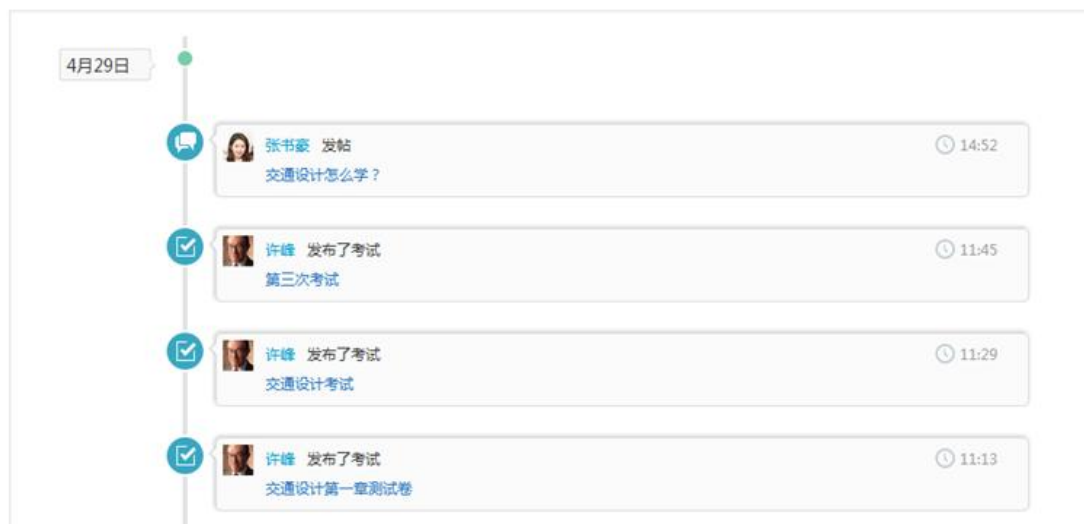 4月29日
张书豪 发帖 14:52
交通设计怎么学？
许峰 发布了考试 11:45
第三次考试
许峰 发布了考试 11:29
交通设计考试
许峰 发布了考试 11:13
交通设计第一章测试卷